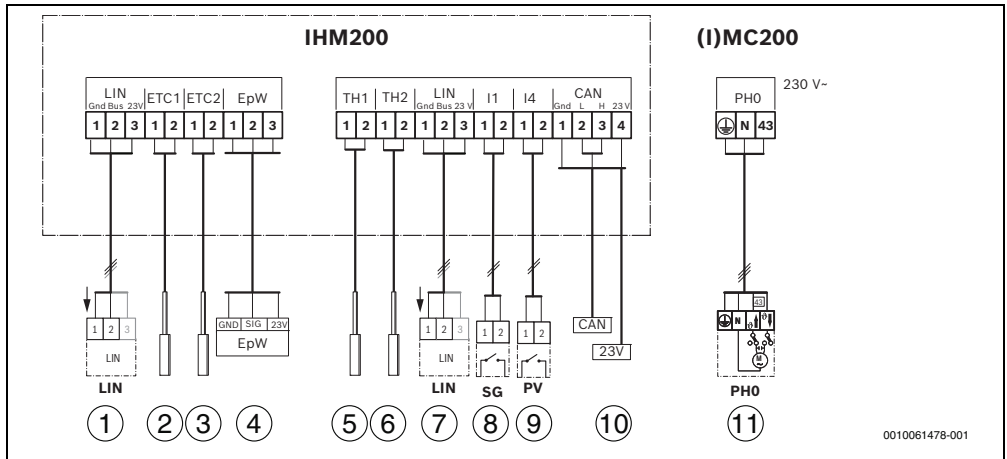 IHM200
(I)MC200
LIN
Gnd Bus 23V
ETC1
ETC2
EpW
1 2 3 1 2 1 2 1 2 3
TH1
TH2
LIN
Gnd Bus 23 V
I1
I4
CAN
Gnd L H 23 V
1 2 1 2 1 2 3 1 2 1 2 1 2 3 4
230 V~
PH0
N 43
1 2 3
LIN
LIN
GND SIG 23V
EpW
1 2 3
LIN
LIN
1 2
SG
1 2
PV
CAN
23V
43
N ϑ ϑ
M
PH0
1 2 3 4 5 6 7 8 9 10 11
0010061478-001